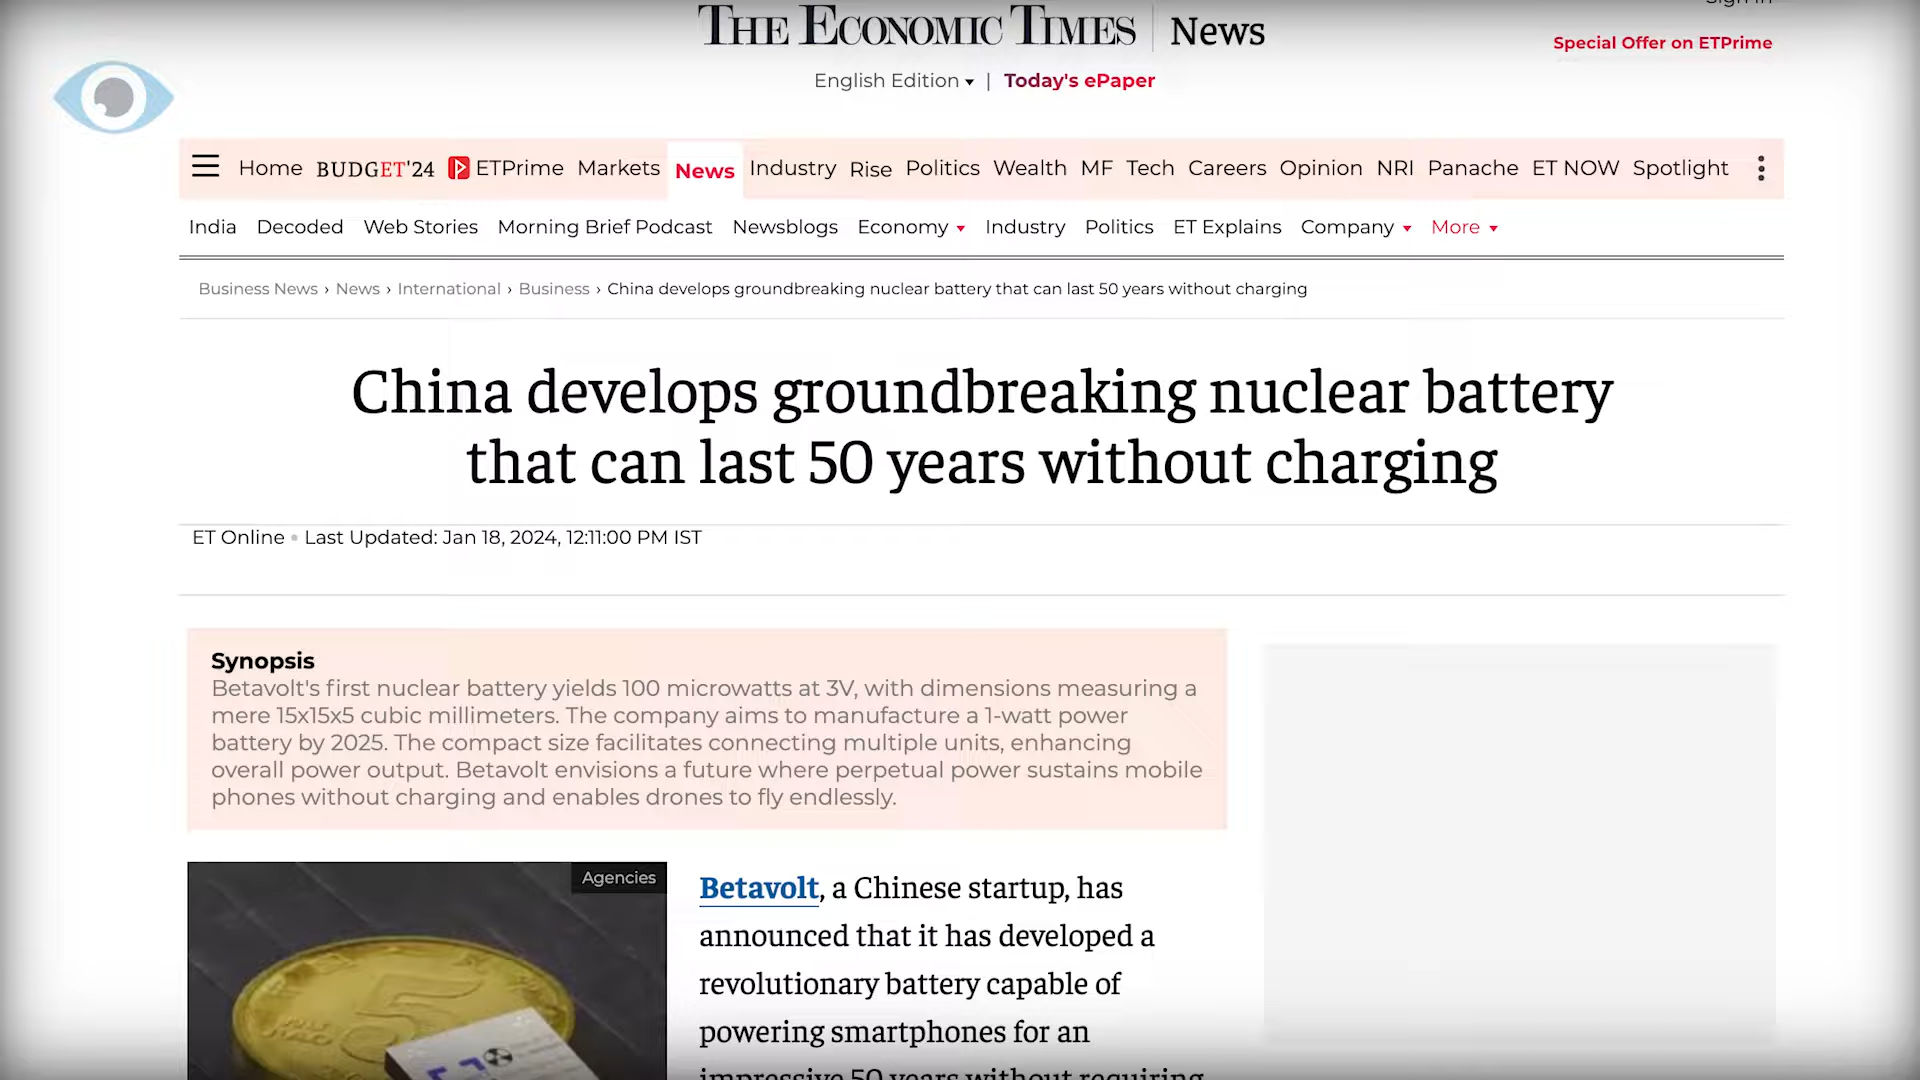 Sign In
THE ECONOMIC TIMES | News
Special Offer on ETPrime
English Edition | Today's ePaper
Home BUDGET'24 ETPrime Markets News Industry Rise Politics Wealth MF Tech Careers Opinion NRI Panache ET NOW Spotlight
India Decoded Web Stories Morning Brief Podcast Newsblogs Economy Industry Politics ET Explains Company More
Business News › News › International › Business › China develops groundbreaking nuclear battery that can last 50 years without charging
China develops groundbreaking nuclear battery
that can last 50 years without charging
ET Online • Last Updated: Jan 18, 2024, 12:11:00 PM IST
Synopsis
Betavolt's first nuclear battery yields 100 microwatts at 3V, with dimensions measuring a
mere 15x15x5 cubic millimeters. The company aims to manufacture a 1-watt power
battery by 2025. The compact size facilitates connecting multiple units, enhancing
overall power output. Betavolt envisions a future where perpetual power sustains mobile
phones without charging and enables drones to fly endlessly.
Agencies
Betavolt, a Chinese startup, has
announced that it has developed a
revolutionary battery capable of
powering smartphones for an
impressive 50 years without requiring